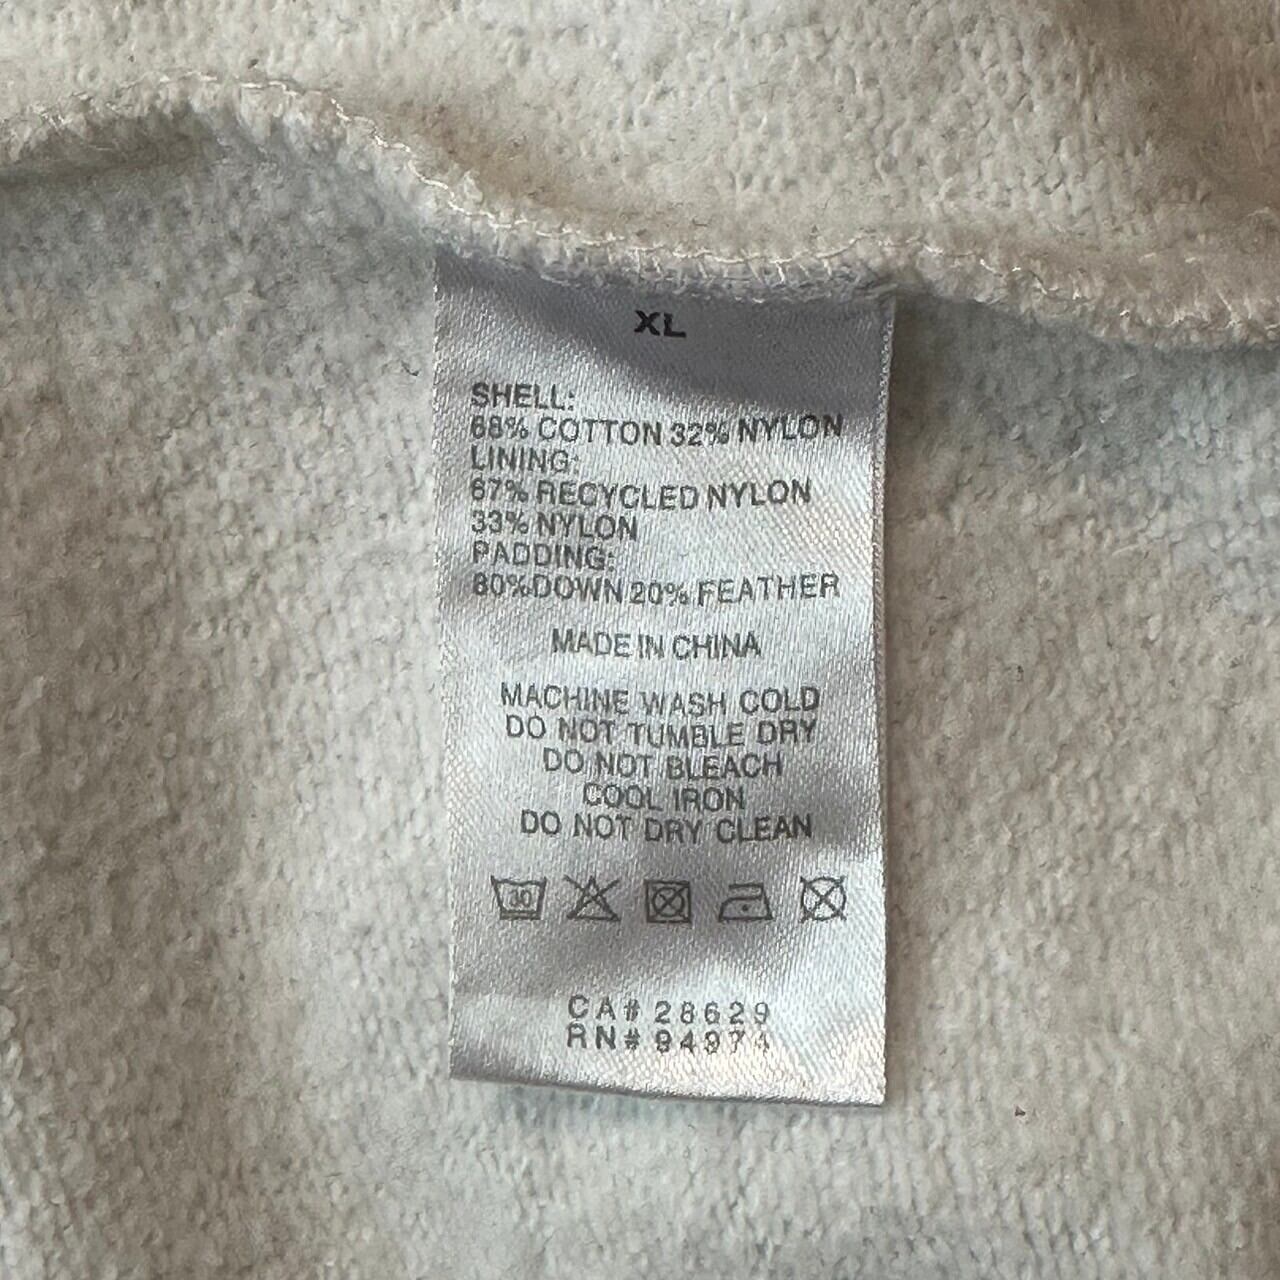 XL
SHELL:
68% COTTON 32% NYLON
LINING:
67% RECYCLED NYLON
33% NYLON
PADDING:
80%DOWN 20% FEATHER
MADE IN CHINA
MACHINE WASH COLD
DO NOT TUMBLE DRY
DO NOT BLEACH
COOL IRON
DO NOT DRY CLEAN
30
CA# 28629
RN# 94974